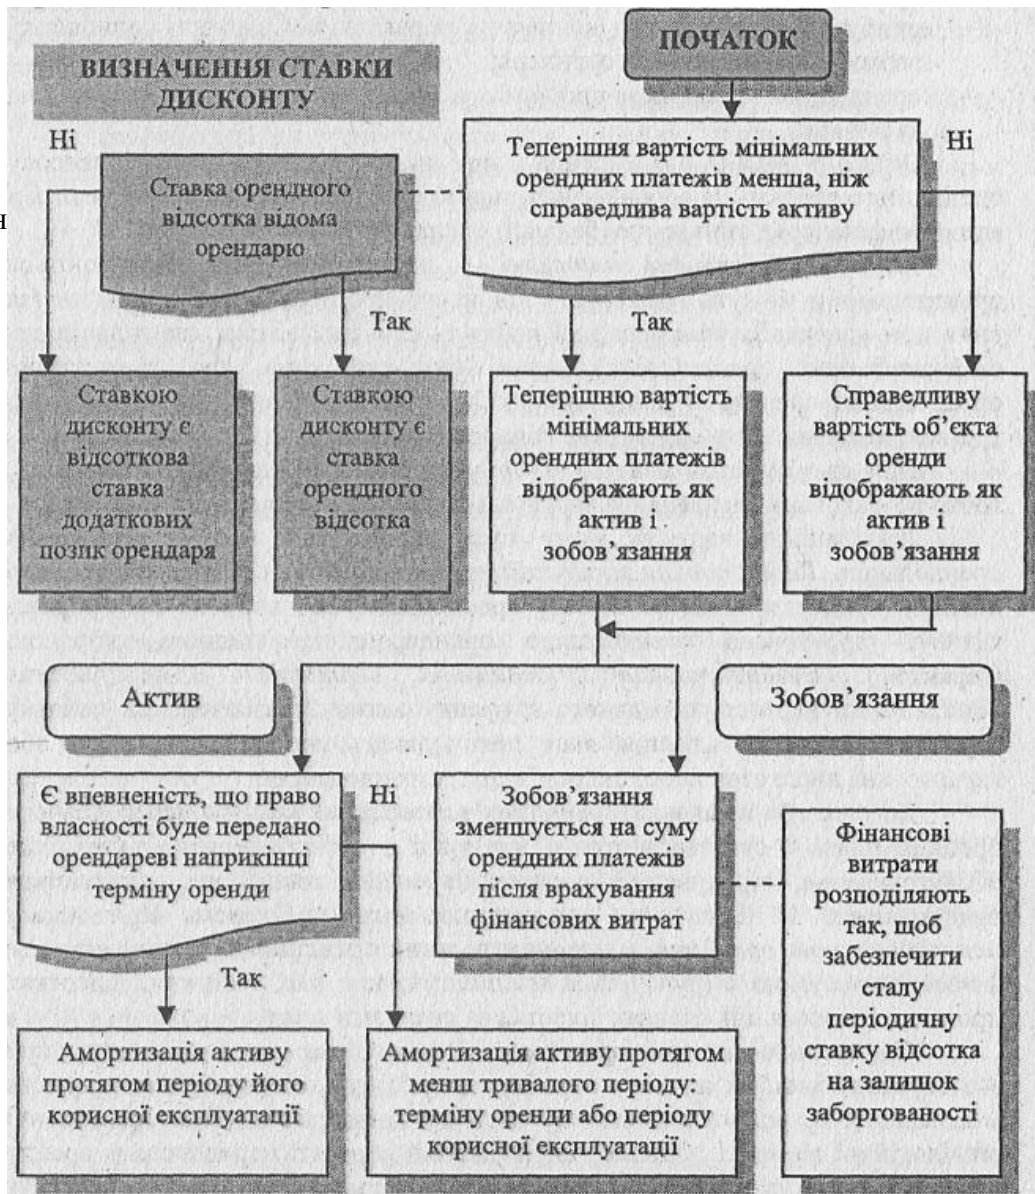 ПОЧАТОК
ВИЗНАЧЕННЯ СТАВКИ
ДИСКОНТУ
Ні
Ставка орендного
відсотка відома
орендарю
Теперішня вартість мінімальних
орендних платежів менша, ніж
справедлива вартість активу
Ні
н
Так
Так
Ставкою
дисконту є
відсоткова
ставка
додаткових
позик орендаря
Ставкою
дисконту є
ставка
орендного
відсотка
Теперішню вартість
мінімальних
орендних платежів
відображають як
актив і
зобов’язання
Справедливу
вартість об’єкта
оренди
відображають як
актив і
зобов’язання
Актив
Зобов’язання
Є впевненість, що право
власності буде передано
орендареві наприкінці
терміну оренди
Ні
Зобов’язання
зменшується на суму
орендних платежів
після врахування
фінансових витрат
Фінансові
витрати
розподіляють
так, щоб
забезпечити
сталу
періодичну
ставку відсотка
на залишок
заборгованості
Так
Амортизація активу
протягом періоду його
корисної експлуатації
Амортизація активу протягом
менш тривалого періоду:
терміну оренди або періоду
корисної експлуатації